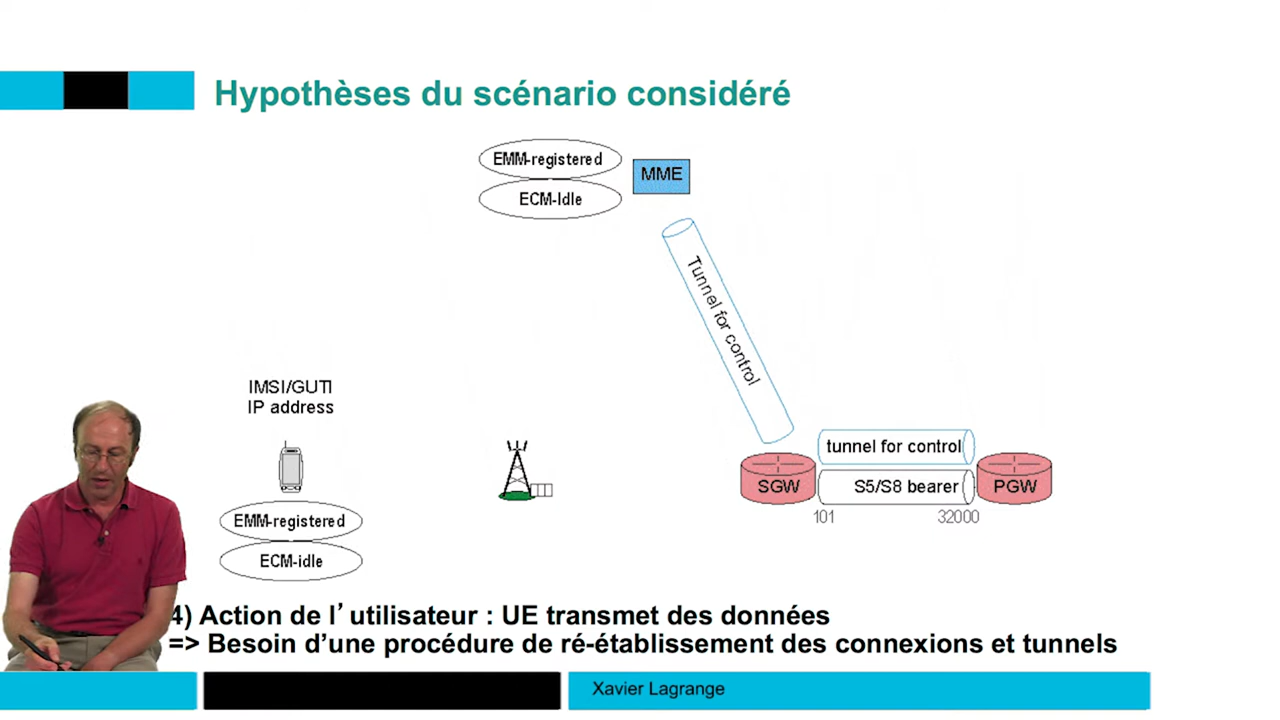 Hypothèses du scénario considéré
EMM-registered
ECM-Idle
MME
Tunnel for control
IMSI/GUTI
IP address
EMM-registered
ECM-idle
tunnel for control
SGW
S5/S8 bearer
PGW
101
32000
4) Action de l’utilisateur : UE transmet des données
=> Besoin d’une procédure de ré-établissement des connexions et tunnels
Xavier Lagrange